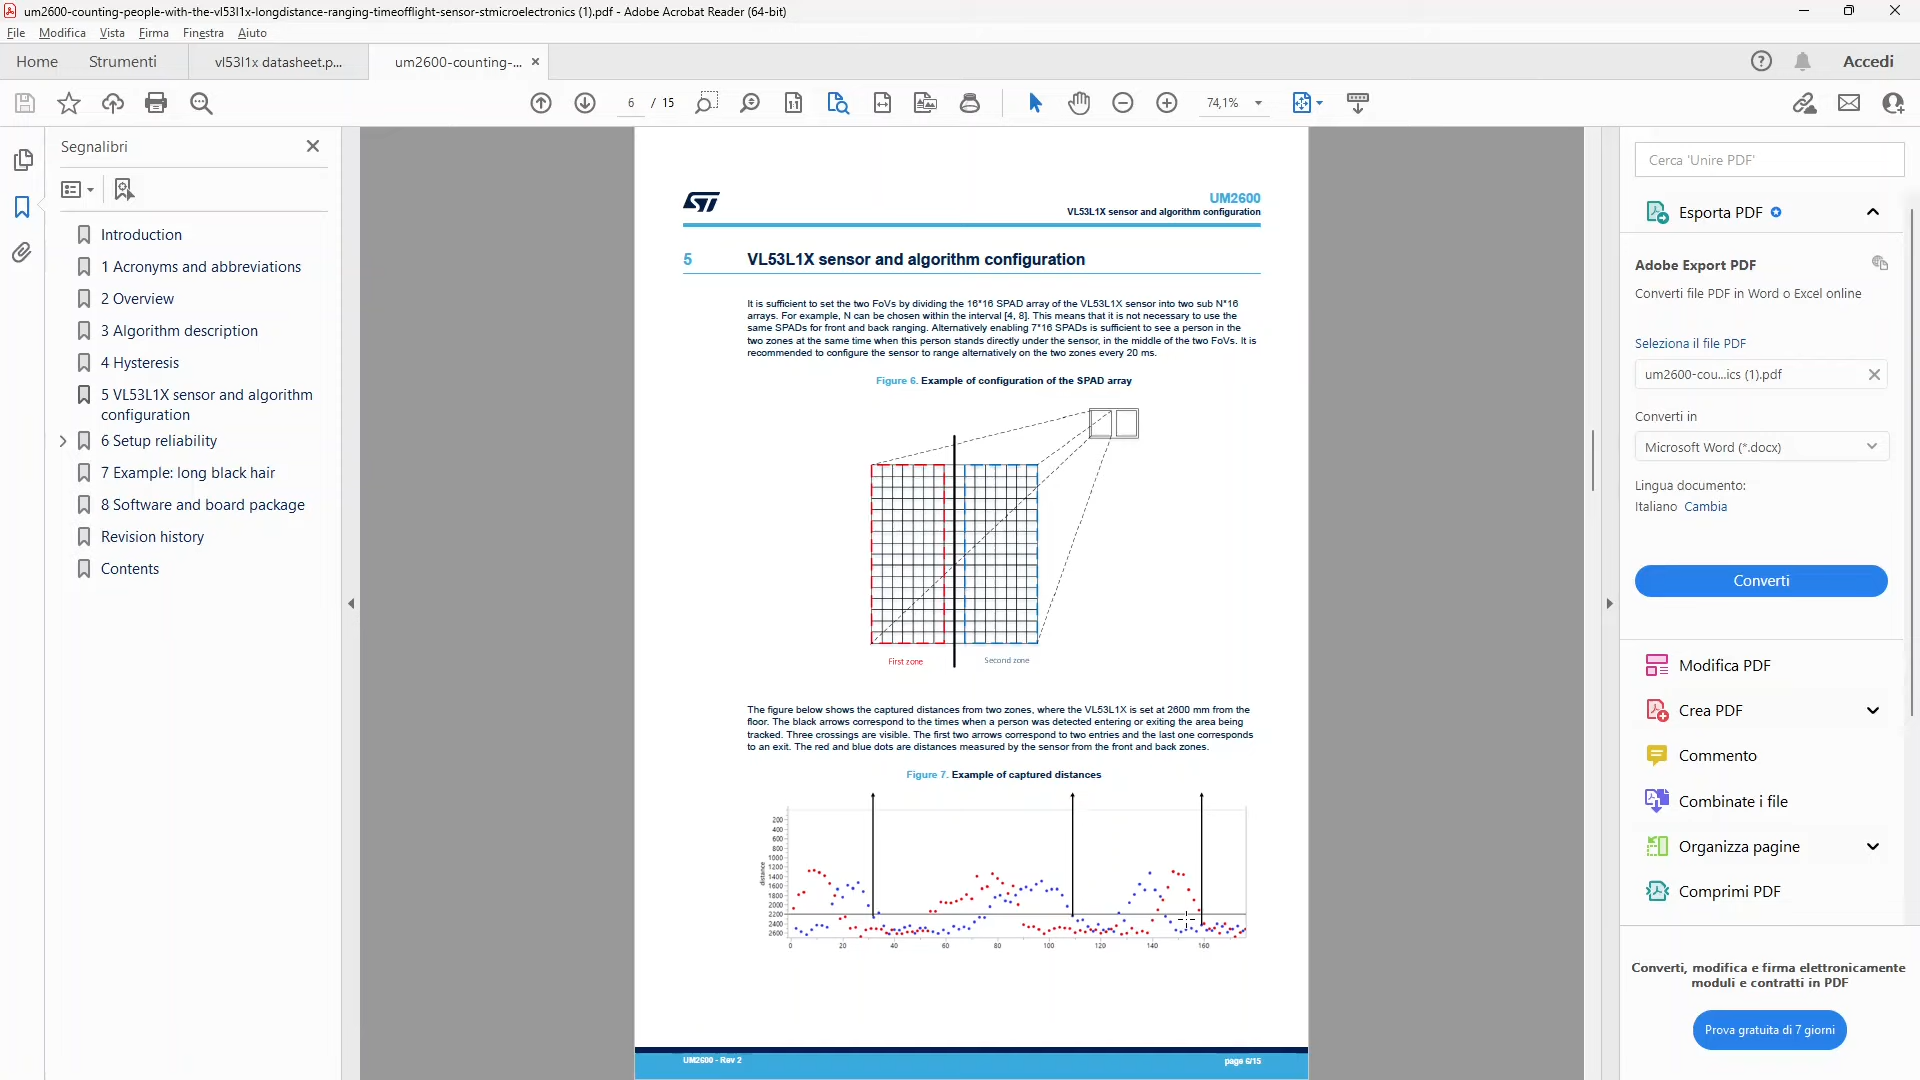 um2600-counting-people-with-the-vl53l1x-longdistance-ranging-timeofflight-sensor-stmicroelectronics (1).pdf - Adobe Acrobat Reader (64-bit)
File Modifica Vista Firma Finestra Aiuto
Home Strumenti vl53l1x datasheet.p... um2600-counting-... Accedi
6 / 15 74,1%
Segnalibri
Introduction
1 Acronyms and abbreviations
2 Overview
3 Algorithm description
4 Hysteresis
5 VL53L1X sensor and algorithm
configuration
6 Setup reliability
7 Example: long black hair
8 Software and board package
Revision history
Contents
ST
UM2600
VL53L1X sensor and algorithm configuration
5 VL53L1X sensor and algorithm configuration
It is sufficient to set the two FoVs by dividing the 16*16 SPAD array of the VL53L1X sensor into two sub N*16
arrays. For example, N can be chosen within the interval [4, 8]. This means that it is not necessary to use the
same SPADs for front and back ranging. Alternatively enabling 7*16 SPADs is sufficient to see a person in the
two zones at the same time when this person stands directly under the sensor, in the middle of the two FoVs. It is
recommended to configure the sensor to range alternatively on the two zones every 20 ms.
Figure 6. Example of configuration of the SPAD array
First zone Second zone
The figure below shows the captured distances from two zones, where the VL53L1X is set at 2600 mm from the
floor. The black arrows correspond to the times when a person was detected entering or exiting the area being
tracked. Three crossings are visible. The first two arrows correspond to two entries and the last one corresponds
to an exit. The red and blue dots are distances measured by the sensor from the front and back zones.
Figure 7. Example of captured distances
distance
200
400
600
800
1000
1200
1400
1600
1800
2000
2200
2400
2600
0 20 40 60 80 100 120 140 160
UM2600 - Rev 2 page 6/15
Cerca 'Unire PDF'
Esporta PDF
Adobe Export PDF
Converti file PDF in Word o Excel online
Seleziona il file PDF
um2600-cou...ics (1).pdf
Converti in
Microsoft Word (*.docx)
Lingua documento:
Italiano Cambia
Converti
Modifica PDF
Crea PDF
Commento
Combinate i file
Organizza pagine
Comprimi PDF
Converti, modifica e firma elettronicamente
moduli e contratti in PDF
Prova gratuita di 7 giorni